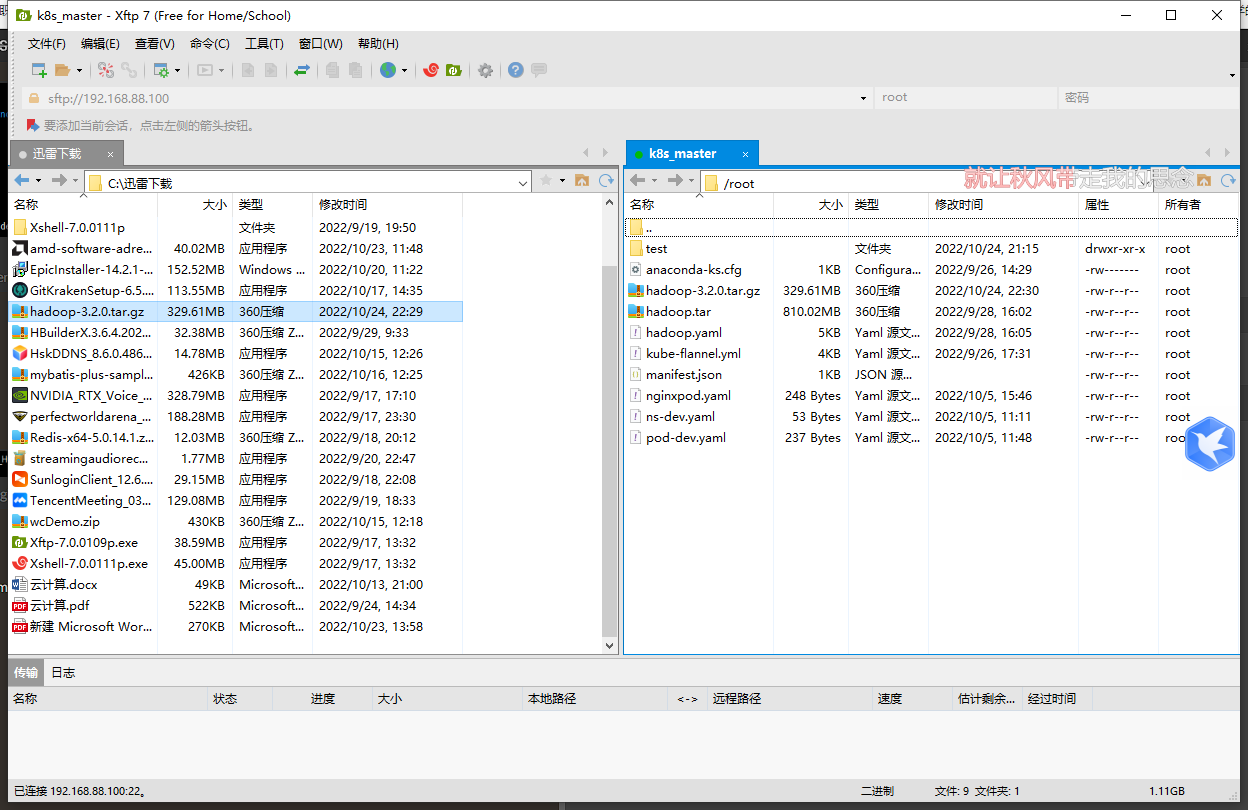 k8s_master - Xftp 7 (Free for Home/School)
文件(F) 编辑(E) 查看(V) 命令(C) 工具(T) 窗口(W) 帮助(H)
sftp://192.168.88.100 root 密码
要添加当前会话，点击左侧的箭头按钮。
迅雷下载 × k8s_master ×
C:\迅雷下载 /root 就让秋风带走我的思念
名称 大小 类型 修改时间 名称 大小 类型 修改时间 属性 所有者
Xshell-7.0.0111p 文件夹 2022/9/19, 19:50 ..
amd-software-adre... 40.02MB 应用程序 2022/10/23, 11:48 test 文件夹 2022/10/24, 21:15 drwxr-xr-x root
EpicInstaller-14.2.1-... 152.52MB Windows ... 2022/10/20, 11:22 anaconda-ks.cfg 1KB Configura... 2022/9/26, 14:29 -rw------- root
GitKrakenSetup-6.5.... 113.55MB 应用程序 2022/10/17, 14:35 hadoop-3.2.0.tar.gz 329.61MB 360压缩 2022/10/24, 22:30 -rw-r--r-- root
hadoop-3.2.0.tar.gz 329.61MB 360压缩 2022/10/24, 22:29 hadoop.tar 810.02MB 360压缩 2022/9/28, 16:02 -rw-r--r-- root
HBuilderX.3.6.4.202... 32.38MB 360压缩 Z... 2022/9/29, 9:33 hadoop.yaml 5KB Yaml 源文... 2022/9/28, 16:05 -rw-r--r-- root
HskDDNS_8.6.0.486... 14.78MB 应用程序 2022/10/15, 12:26 kube-flannel.yml 4KB Yaml 源文... 2022/9/26, 17:31 -rw-r--r-- root
mybatis-plus-sampl... 426KB 360压缩 Z... 2022/10/16, 12:25 manifest.json 1KB JSON 源... -rw-r--r-- root
NVIDIA_RTX_Voice_... 328.79MB 应用程序 2022/9/17, 17:10 nginxpod.yaml 248 Bytes Yaml 源文... 2022/10/5, 15:46 -rw-r--r-- root
perfectworldarena_... 188.28MB 应用程序 2022/9/17, 23:30 ns-dev.yaml 53 Bytes Yaml 源文... 2022/10/5, 11:11 -rw-r--r-- root
Redis-x64-5.0.14.1.z... 12.03MB 360压缩 Z... 2022/9/18, 20:12 pod-dev.yaml 237 Bytes Yaml 源文... 2022/10/5, 11:48 -rw-r--r--
streamingaudiorec... 1.77MB 应用程序 2022/9/20, 22:47
SunloginClient_12.6.... 29.15MB 应用程序 2022/9/18, 22:08
TencentMeeting_03... 129.08MB 应用程序 2022/9/19, 18:33
wcDemo.zip 430KB 360压缩 Z... 2022/10/15, 12:18
Xftp-7.0.0109p.exe 38.59MB 应用程序 2022/9/17, 13:32
Xshell-7.0.0111p.exe 45.00MB 应用程序 2022/9/17, 13:32
云计算.docx 49KB Microsoft... 2022/10/13, 21:00
云计算.pdf 522KB Microsoft... 2022/9/24, 14:34
新建 Microsoft Wor... 270KB Microsoft... 2022/10/23, 13:58
传输 日志
名称 状态 进度 大小 本地路径 <-> 远程路径 速度 估计剩余... 经过时间
已连接 192.168.88.100:22。 二进制 文件: 9 文件夹: 1 1.11GB